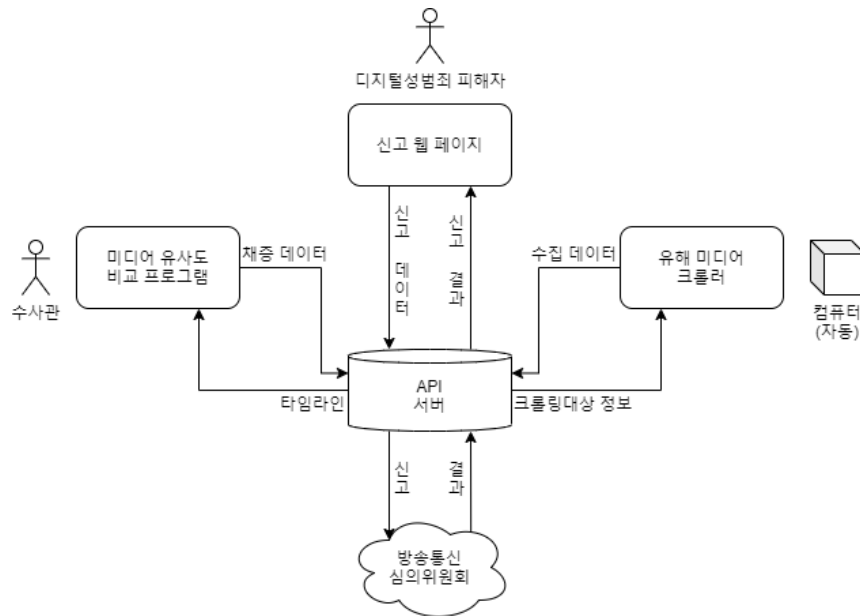 디지털성범죄 피해자
신고 웹 페이지
신고 데이터
신고 결과
미디어 유사도
비교 프로그램
채증 데이터
수집 데이터
유해 미디어
크롤러
수사관
컴퓨터
(자동)
API
서버
타임라인
크롤링대상 정보
신고
결과
방송통신
심의위원회